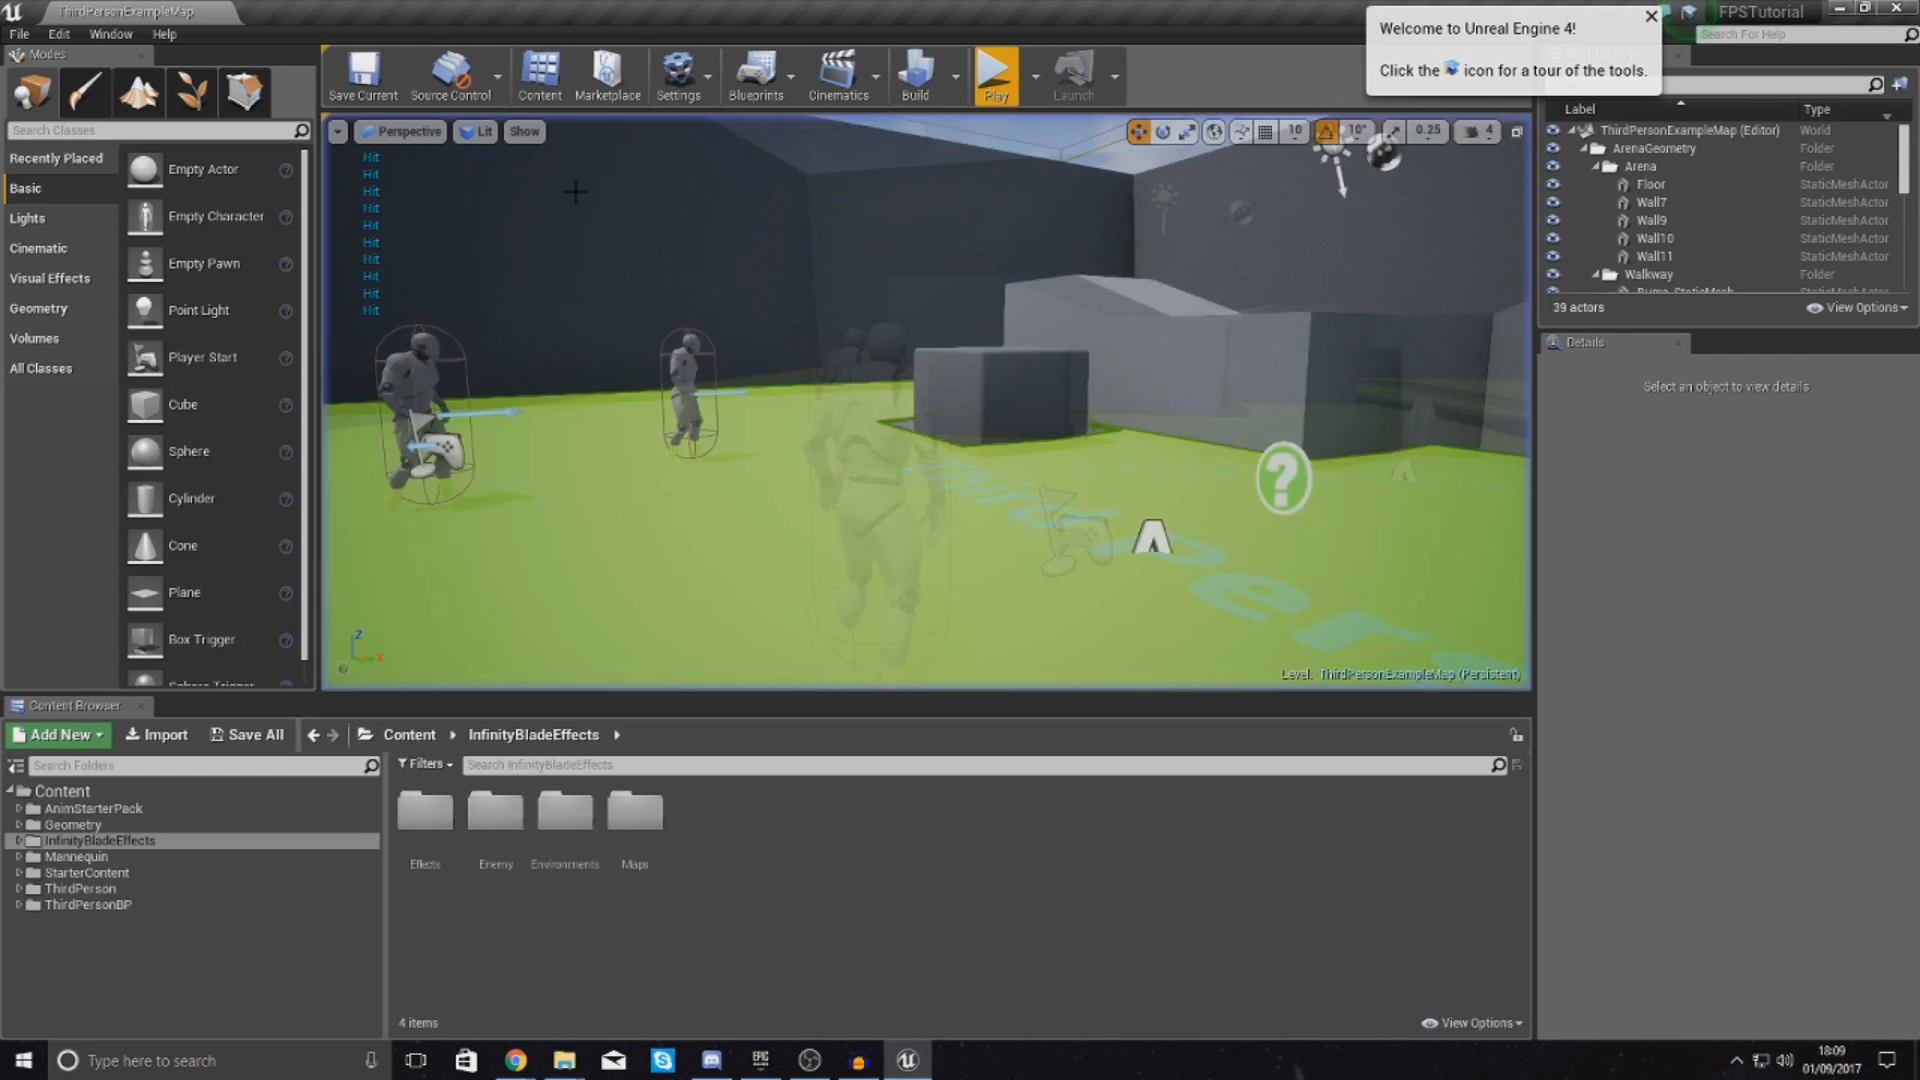 ThirdPersonExampleMap
FPSTutorial
File Edit Window Help
Search For Help
Welcome to Unreal Engine 4!
Click the icon for a tour of the tools.
Modes
Save Current Source Control Content Marketplace Settings Blueprints Cinematics Build Play Launch
Search Classes
Recently Placed
Basic
Lights
Cinematic
Visual Effects
Geometry
Volumes
All Classes
Empty Actor
Empty Character
Empty Pawn
Point Light
Player Start
Cube
Sphere
Cylinder
Cone
Plane
Box Trigger
Sphere Trigger
Perspective Lit Show
10 10° 0.25 4
Hit
Hit
Hit
Hit
Hit
Hit
Hit
Hit
Hit
Hit
Z
X
Level: ThirdPersonExampleMap (Persistent)
Label Type
ThirdPersonExampleMap (Editor) World
ArenaGeometry Folder
Arena Folder
Floor StaticMeshActor
Wall7 StaticMeshActor
Wall9 StaticMeshActor
Wall10 StaticMeshActor
Wall11 StaticMeshActor
Walkway Folder
39 actors View Options
Details
Select an object to view details
Content Browser
Add New Import Save All Content InfinityBladeEffects
Search Folders
Filters Search InfinityBladeEffects
Content
AnimStarterPack
Geometry
InfinityBladeEffects
Mannequin
StarterContent
ThirdPerson
ThirdPersonBP
Effects Enemy Environments Maps
4 items View Options
Type here to search
EPIC
GAMES
18:09
01/09/2017